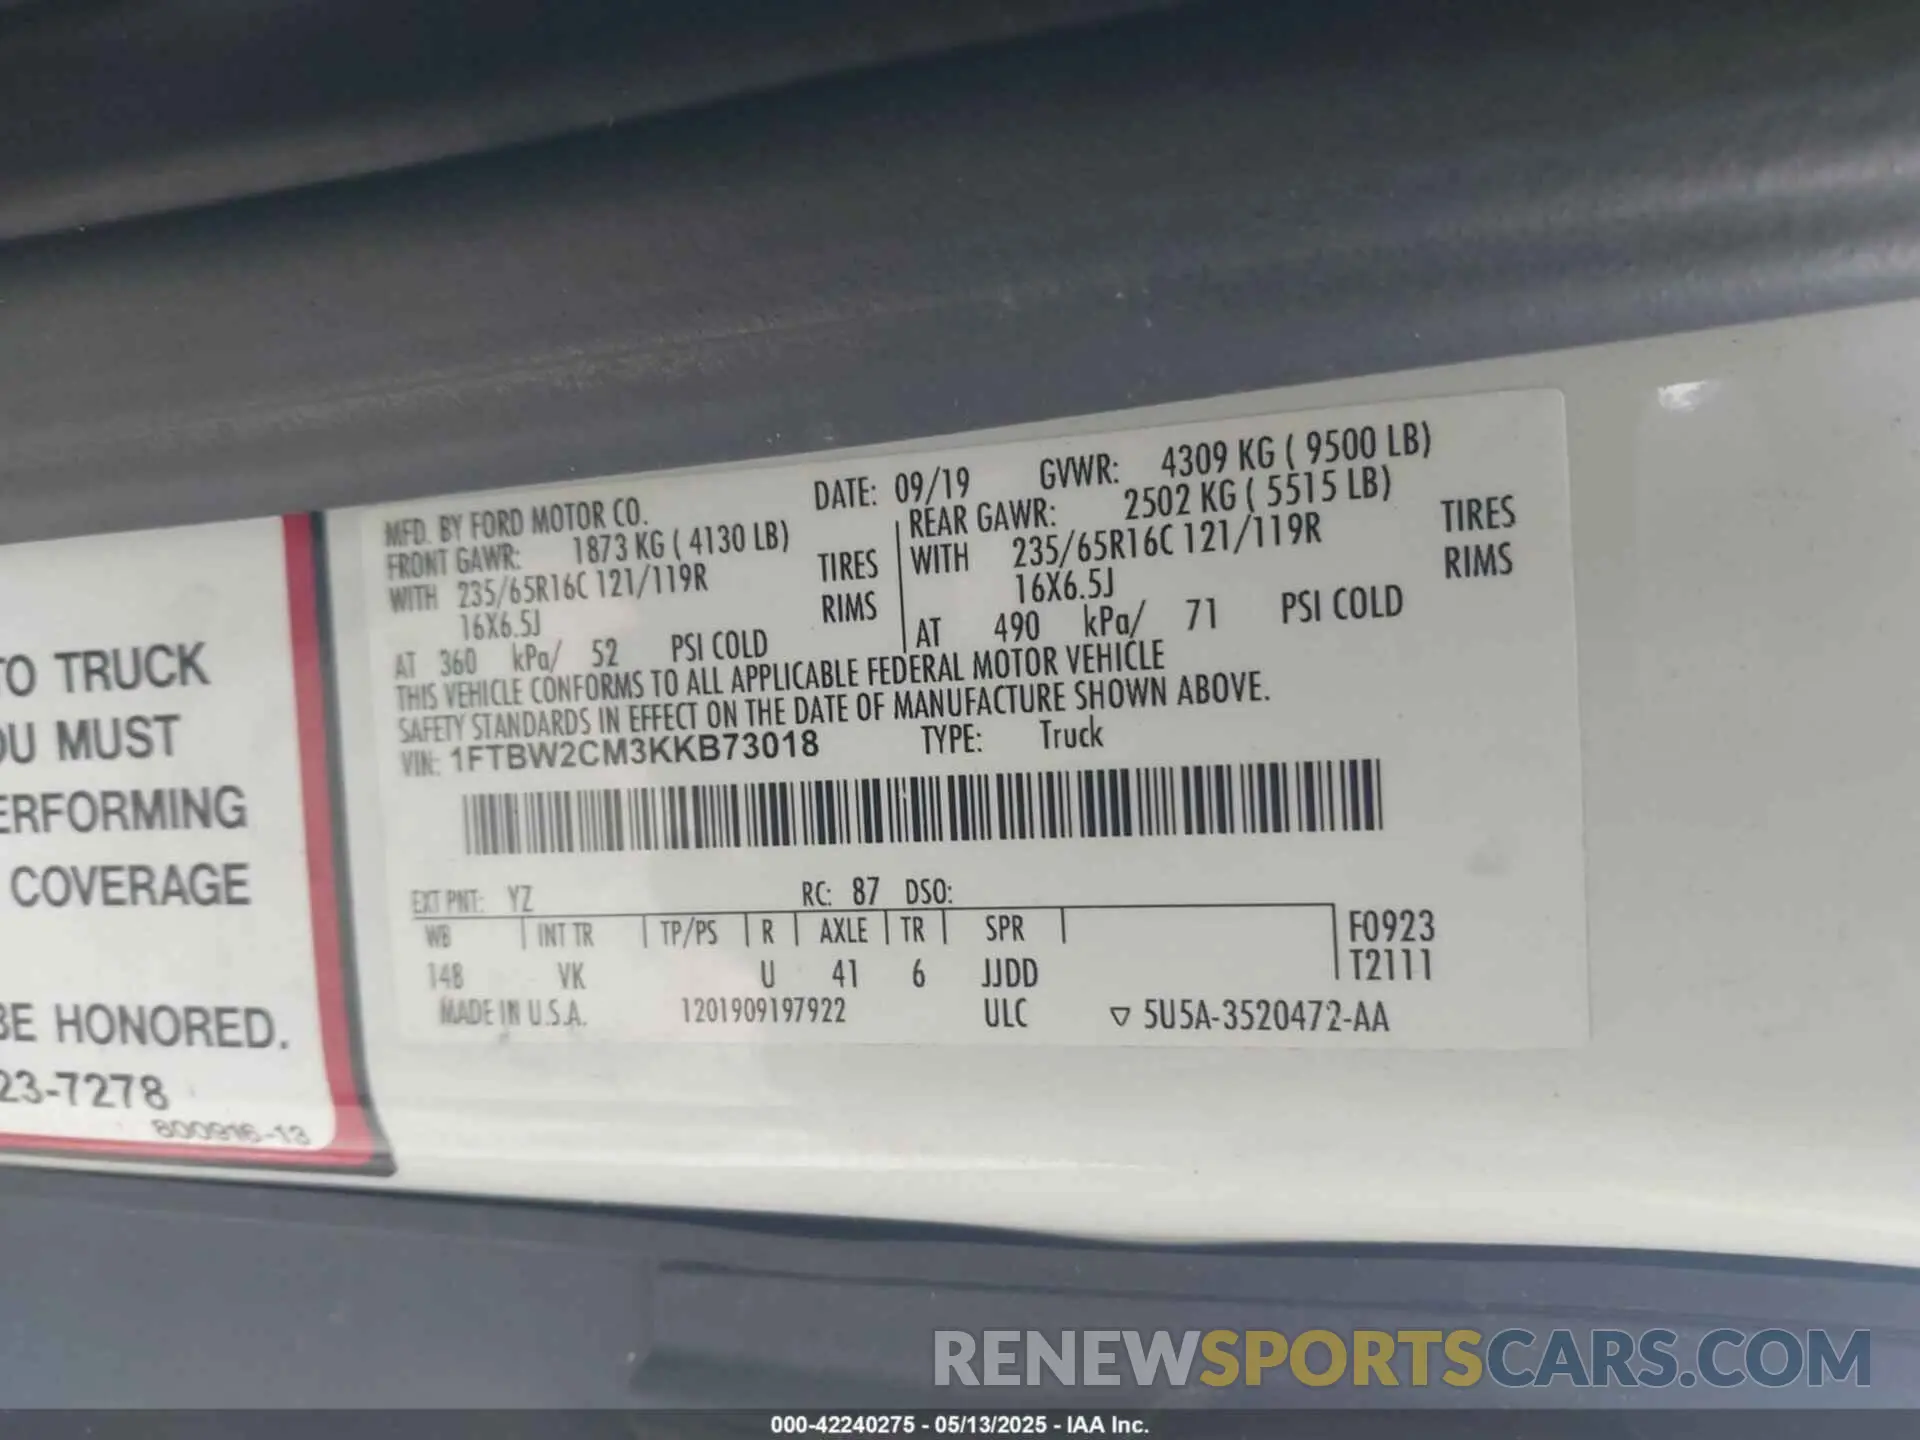 TO TRUCK
OU MUST
ERFORMING
COVERAGE
BE HONORED.
23-7278
800916-13
MFD. BY FORD MOTOR CO.
DATE: 09/19 GVWR: 4309 KG ( 9500 LB)
FRONT GAWR: 1873 KG ( 4130 LB)
REAR GAWR: 2502 KG ( 5515 LB)
WITH 235/65R16C 121/119R TIRES
WITH 235/65R16C 121/119R TIRES
16X6.5J RIMS
16X6.5J RIMS
AT 360 kPa/ 52 PSI COLD
AT 490 kPa/ 71 PSI COLD
THIS VEHICLE CONFORMS TO ALL APPLICABLE FEDERAL MOTOR VEHICLE
SAFETY STANDARDS IN EFFECT ON THE DATE OF MANUFACTURE SHOWN ABOVE.
VIN: 1FTBW2CM3KKB73018 TYPE: Truck
EXT PNT: YZ RC: 87 DSO:
WB INT TR TP/PS R AXLE TR SPR F0923
148 VK U 41 6 JJDD T2111
MADE IN U.S.A. 1201909197922 ULC ▽ 5U5A-3520472-AA
RENEWSPORTSCARS.COM
000-42240275 - 05/13/2025 - IAA Inc.